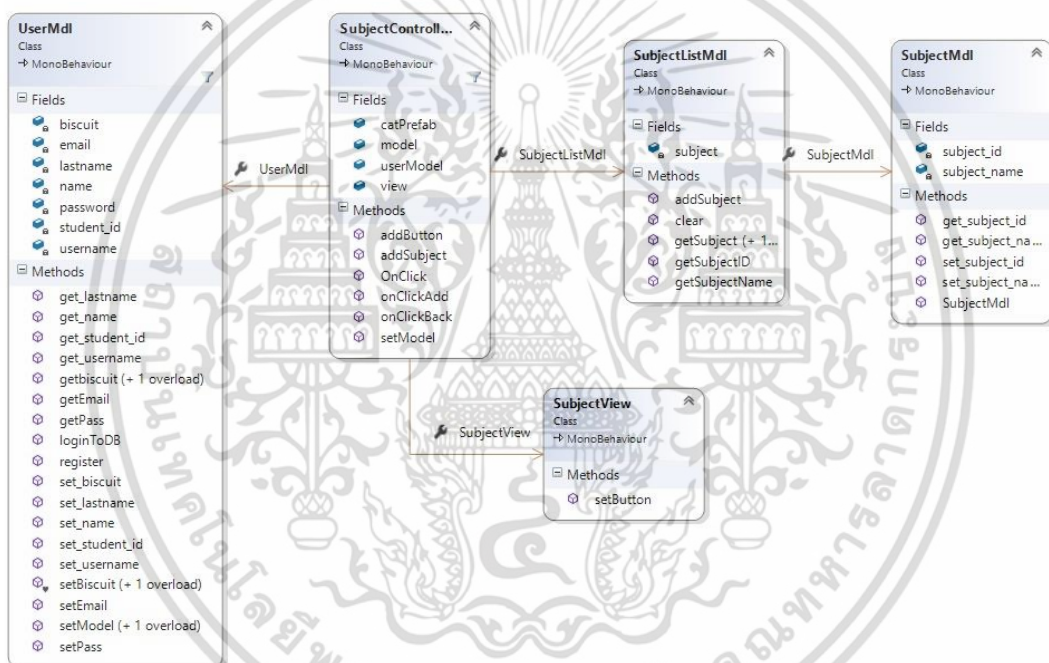 UserMdl
Class
MonoBehaviour
Fields
biscuit
email
lastname
name
password
student_id
username
Methods
get_lastname
get_name
get_student_id
get_username
getbiscuit (+ 1 overload)
getEmail
getPass
loginToDB
register
set_biscuit
set_lastname
set_name
set_student_id
set_username
setBiscuit (+ 1 overload)
setEmail
setModel (+ 1 overload)
setPass
UserMdl
SubjectControll...
Class
MonoBehaviour
Fields
catPrefab
model
userModel
view
Methods
addButton
addSubject
OnClick
onClickAdd
onClickBack
setModel
SubjectListMdl
SubjectListMdl
Class
MonoBehaviour
Fields
subject
Methods
addSubject
clear
getSubject (+ 1...
getSubjectID
getSubjectName
SubjectMdl
SubjectMdl
Class
MonoBehaviour
Fields
subject_id
subject_name
Methods
get_subject_id
get_subject_na...
set_subject_id
set_subject_na...
SubjectMdl
SubjectView
SubjectView
Class
MonoBehaviour
Methods
setButton